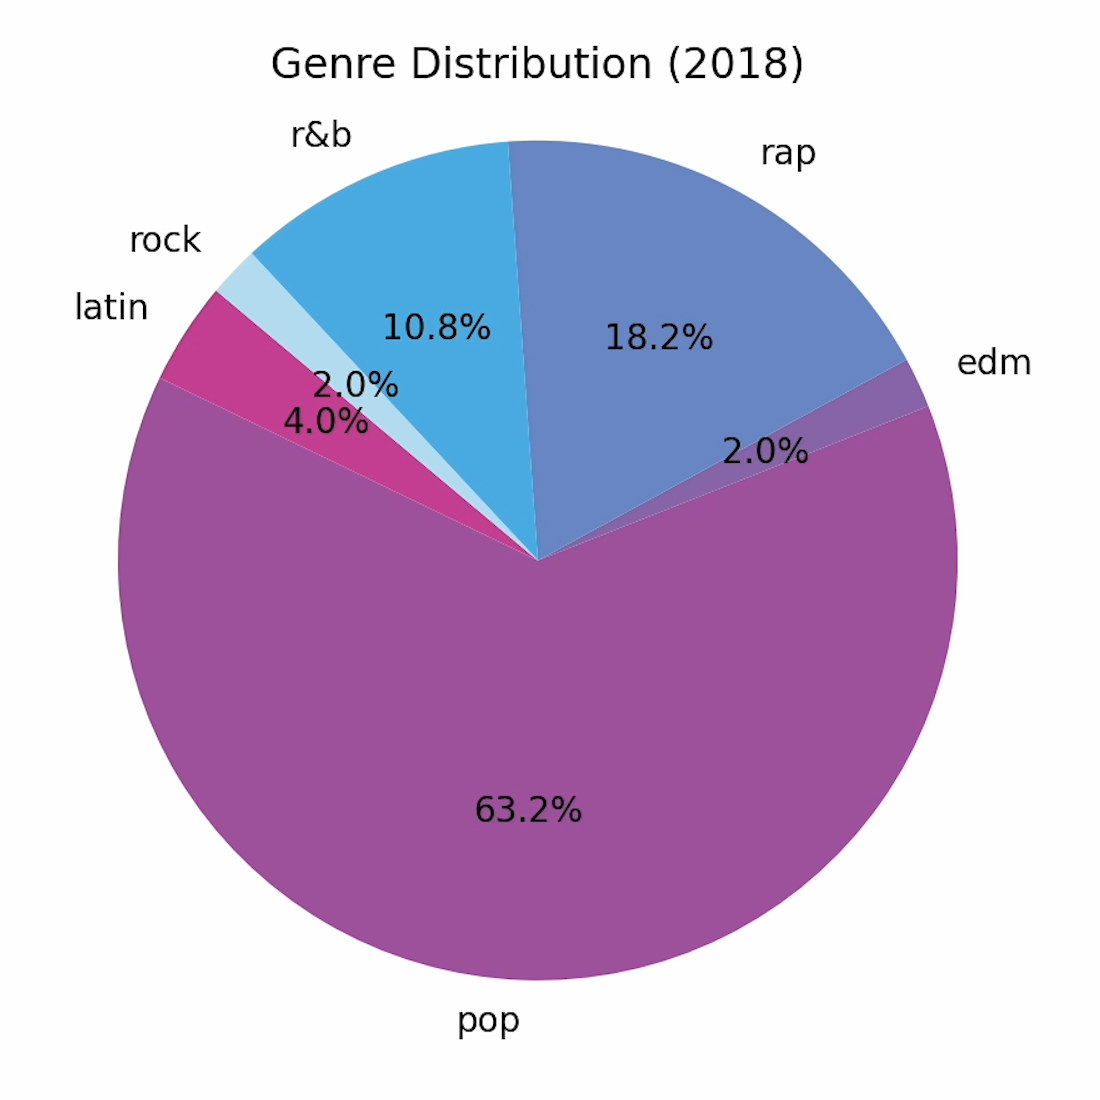 Genre Distribution (2018)
r&b
rap
rock
latin
edm
10.8%
18.2%
2.0%
4.0%
2.0%
63.2%
pop